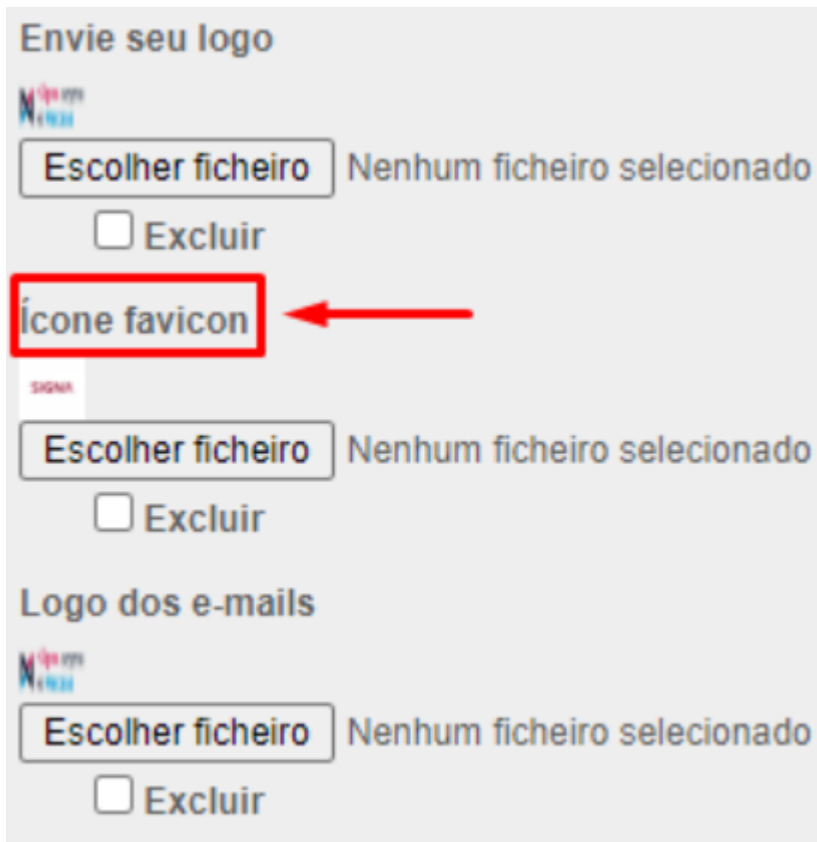 Envie seu logo
Escolher ficheiro Nenhum ficheiro selecionado
Excluir
Ícone favicon
SIGNA
Escolher ficheiro Nenhum ficheiro selecionado
Excluir
Logo dos e-mails
Escolher ficheiro Nenhum ficheiro selecionado
Excluir